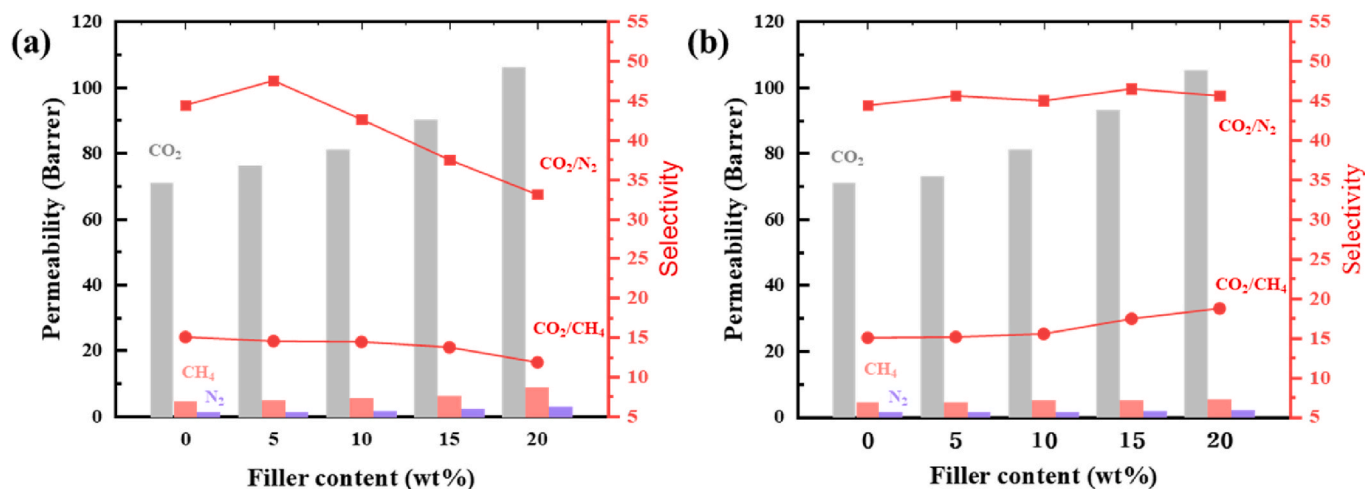 (a)
120
100
80
60
40
20
0
Permeability (Barrer)
CO₂
CH₄
N₂
CO₂/N₂
CO₂/CH₄
55
50
45
40
35
30
25
20
15
10
5
Selectivity
0 5 10 15 20
Filler content (wt%)
(b)
120
100
80
60
40
20
0
Permeability (Barrer)
CO₂
CH₄
N₂
CO₂/N₂
CO₂/CH₄
55
50
45
40
35
30
25
20
15
10
5
Selectivity
0 5 10 15 20
Filler content (wt%)